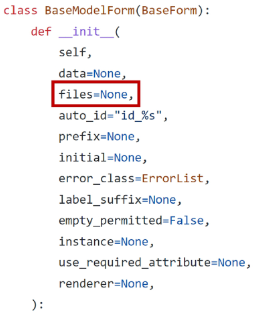 class BaseModelForm(BaseForm):
    def __init__(
        self,
        data=None,
        files=None,
        auto_id="id_%s",
        prefix=None,
        initial=None,
        error_class=ErrorList,
        label_suffix=None,
        empty_permitted=False,
        instance=None,
        use_required_attribute=None,
        renderer=None,
    ):